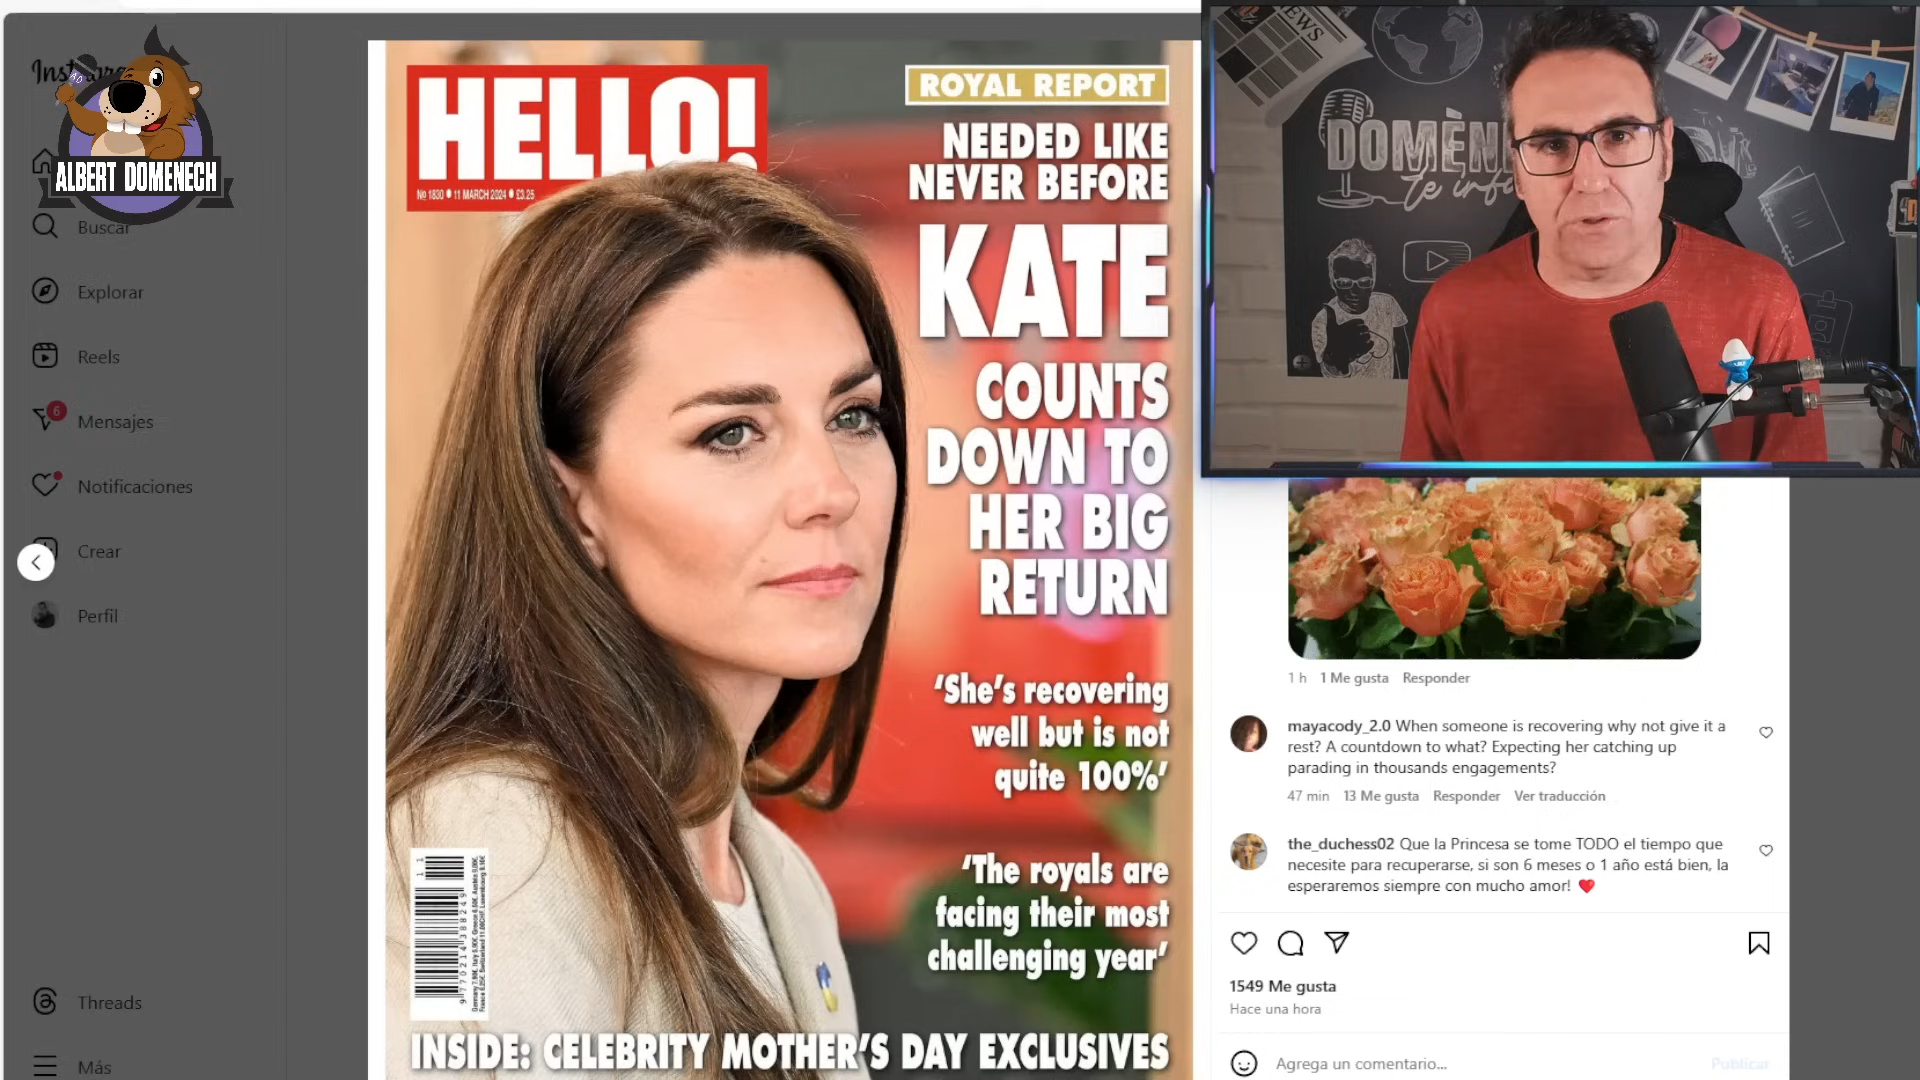 Instagram
ALBERT DOMENECH
Buscar
Explorar
Reels
6
Mensajes
Notificaciones
Crear
Perfil
Threads
Más
HELLO!
No 1830 • 11 MARCH 2024 • £3.25
ROYAL REPORT
NEEDED LIKE
NEVER BEFORE
KATE
COUNTS
DOWN TO
HER BIG
RETURN
‘She’s recovering
well but is not
quite 100%’
‘The royals are
facing their most
challenging year’
INSIDE: CELEBRITY MOTHER’S DAY EXCLUSIVES
NEWS
DOMÈN
te info
1 h 1 Me gusta Responder
mayacody_2.0 When someone is recovering why not give it a
rest? A countdown to what? Expecting her catching up
parading in thousands engagements?
47 min 13 Me gusta Responder Ver traducción
the_duchess02 Que la Princesa se tome TODO el tiempo que
necesite para recuperarse, si son 6 meses o 1 año está bien, la
esperaremos siempre con mucho amor! ❤️
1549 Me gusta
Hace una hora
Agrega un comentario...
Publicar